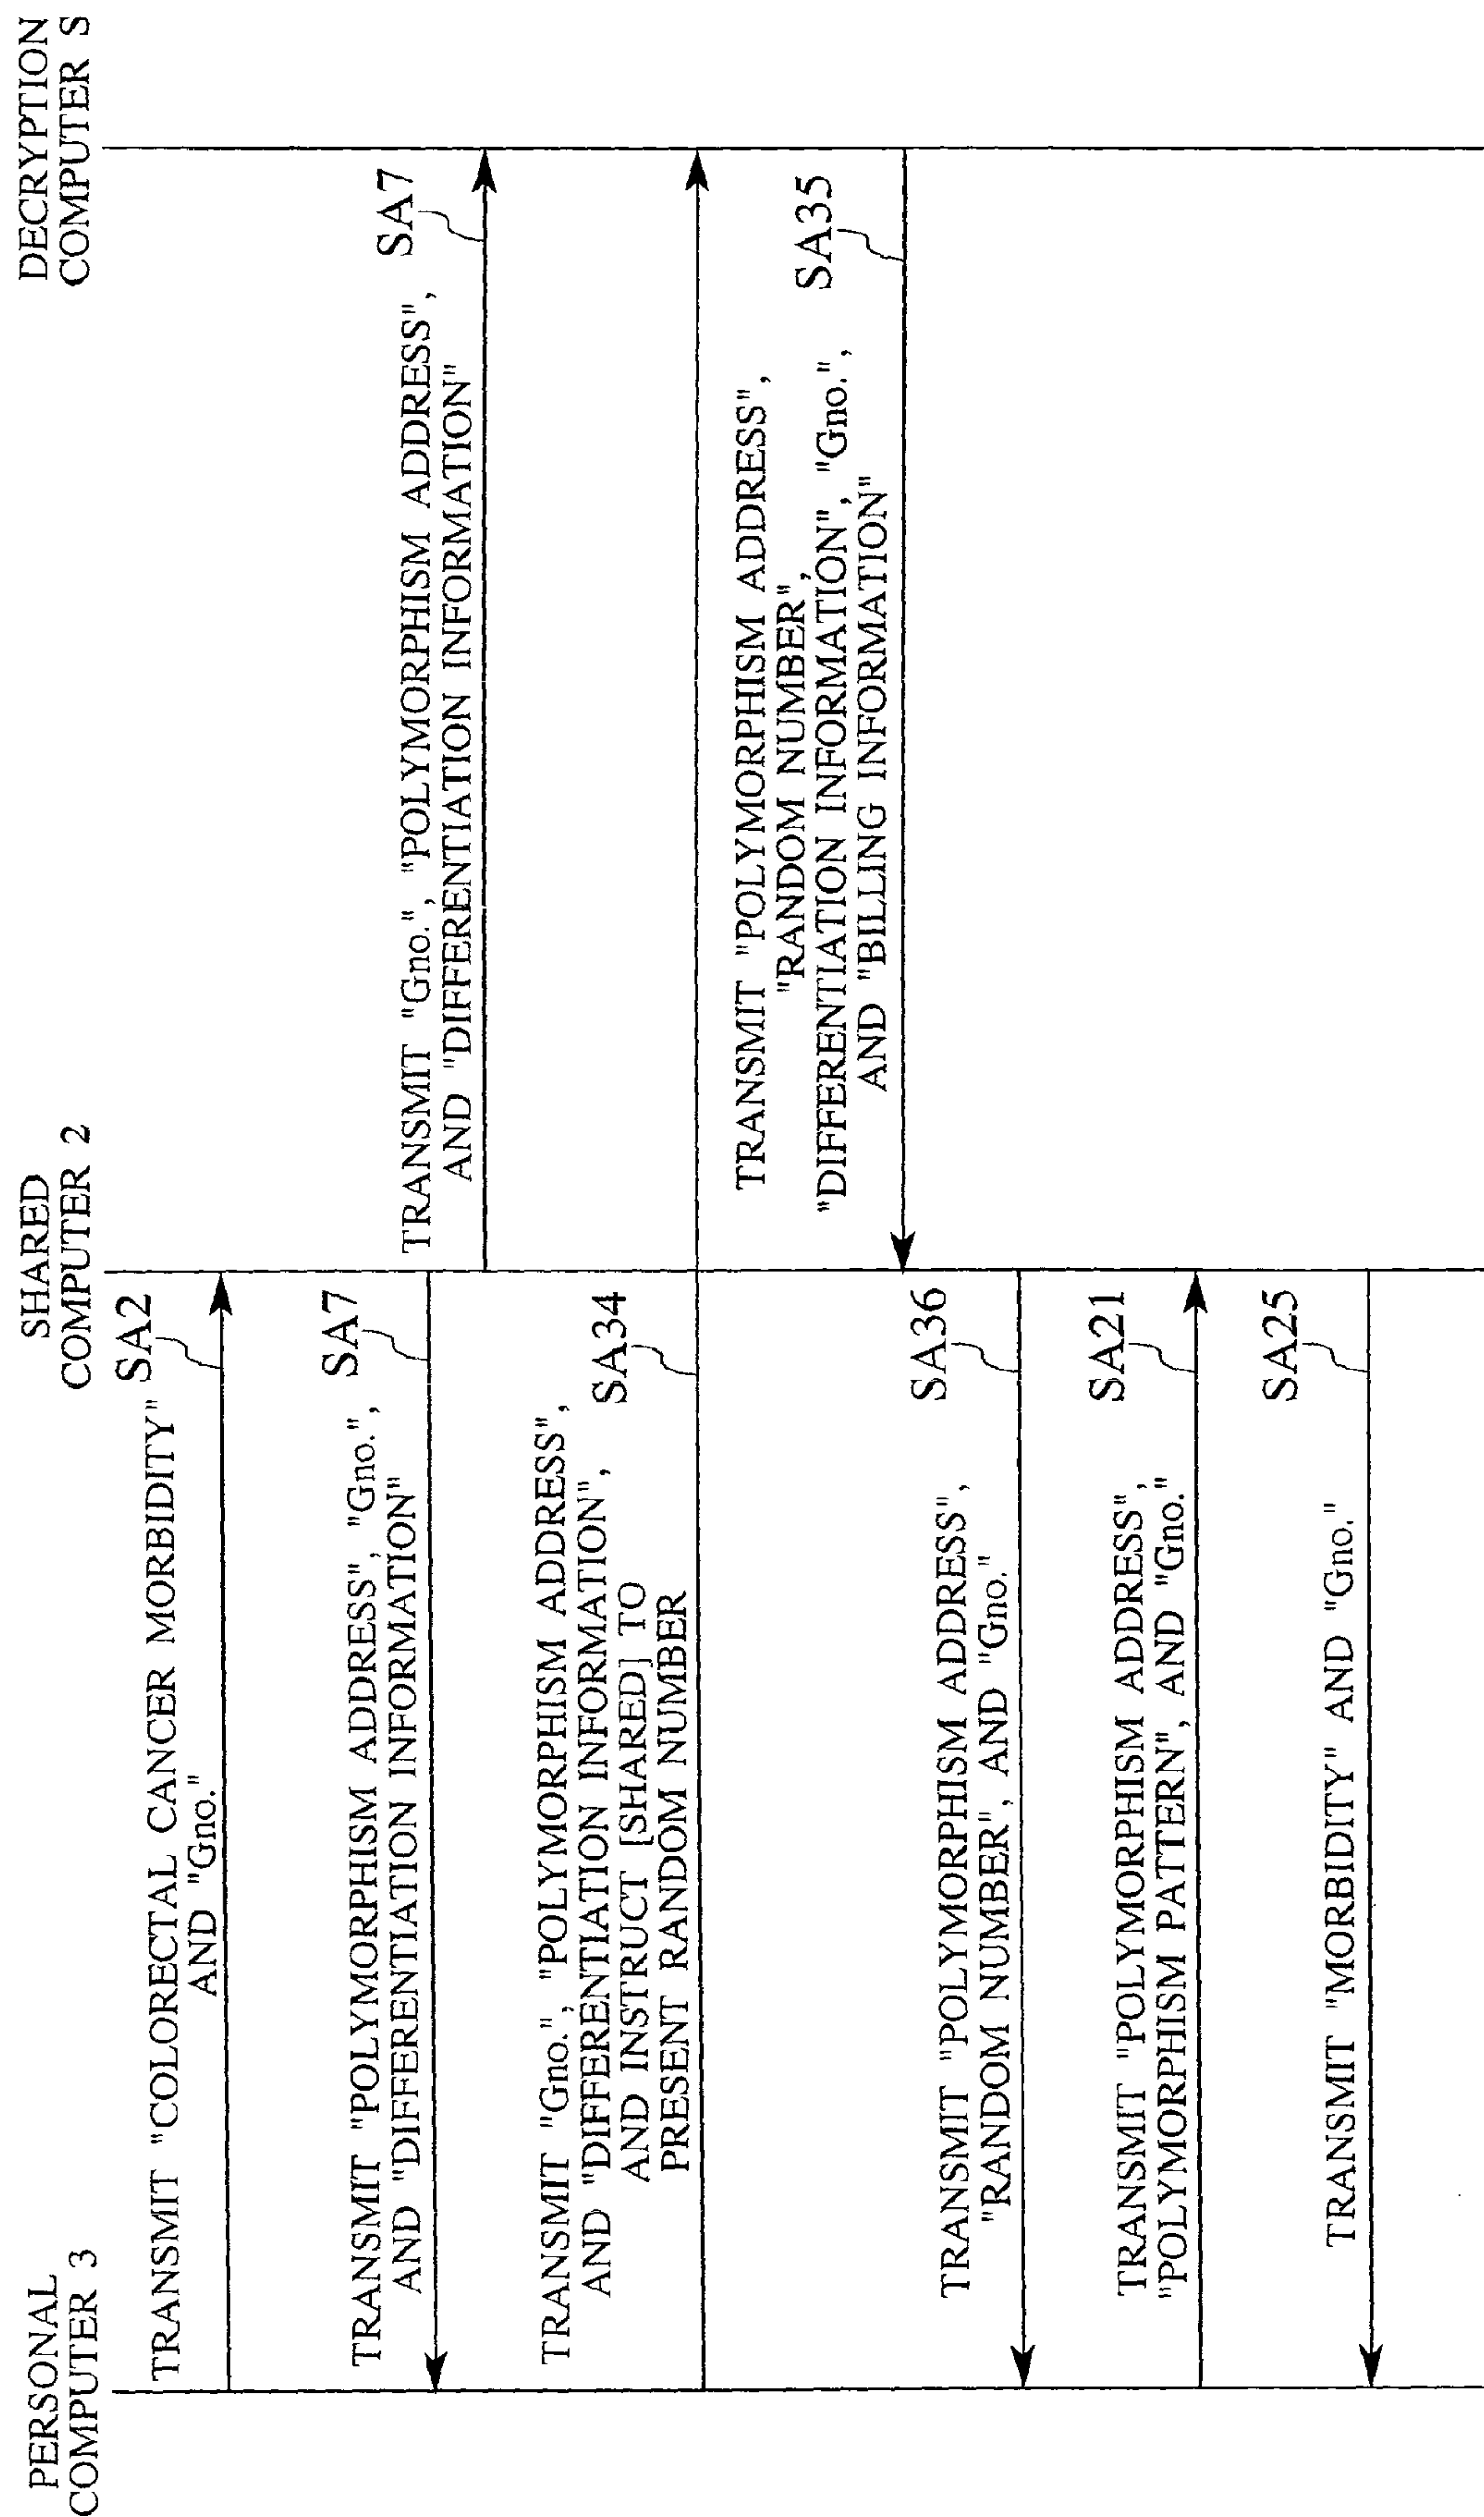 PERSONAL
COMPUTER 3
SHARED
COMPUTER 2
DECRYPTION
COMPUTER S
TRANSMIT "COLORECTAL CANCER MORBIDITY"
AND "Gno."
SA2
TRANSMIT "POLYMORPHISM ADDRESS", "Gno.",
AND "DIFFERENTIATION INFORMATION"
SA7
TRANSMIT "Gno.", "POLYMORPHISM ADDRESS",
AND "DIFFERENTIATION INFORMATION"
SA7
TRANSMIT "Gno.", "POLYMORPHISM ADDRESS",
AND "DIFFERENTIATION INFORMATION",
AND INSTRUCT [SHARED] TO
PRESENT RANDOM NUMBER
SA34
TRANSMIT "POLYMORPHISM ADDRESS",
"RANDOM NUMBER",
"DIFFERENTIATION INFORMATION", "Gno.",
AND "BILLING INFORMATION"
SA35
TRANSMIT "POLYMORPHISM ADDRESS",
"RANDOM NUMBER", AND "Gno."
SA36
TRANSMIT "POLYMORPHISM ADDRESS",
"POLYMORPHISM PATTERN", AND "Gno."
SA21
TRANSMIT "MORBIDITY" AND "Gno."
SA25